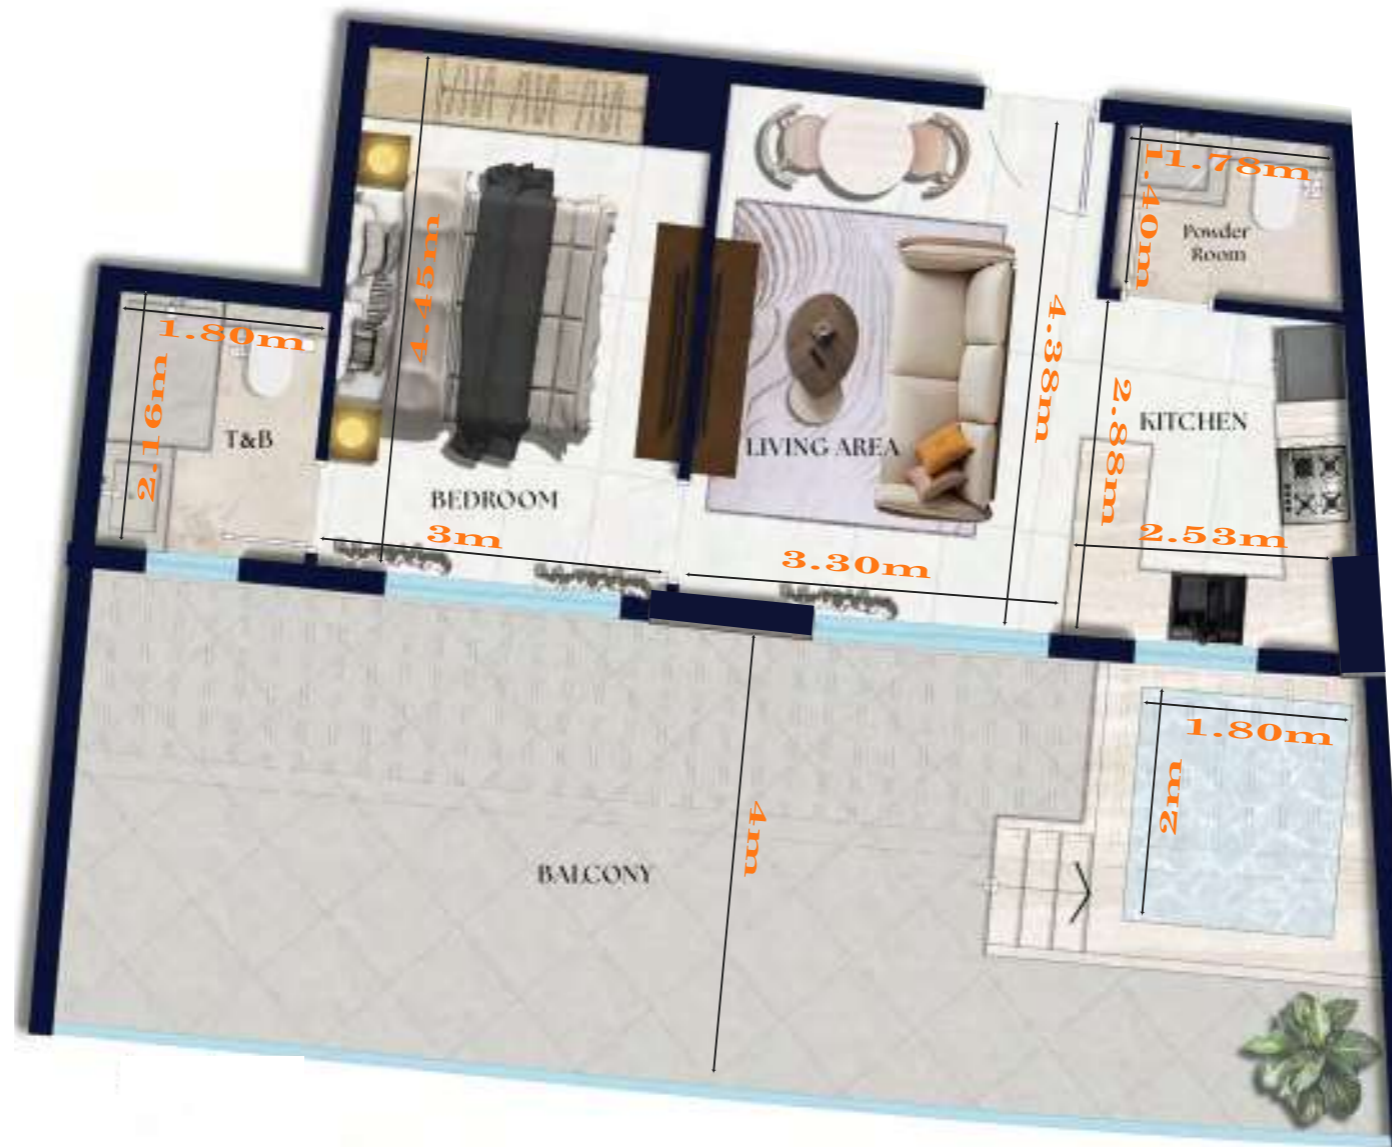 1.78m
1.40m
Powder
Room
1.80m
2.16m
T&B
4.45m
BEDROOM
3m
LIVING AREA
4.38m
3.30m
KITCHEN
2.88m
2.53m
1.80m
2m
4m
BALCONY